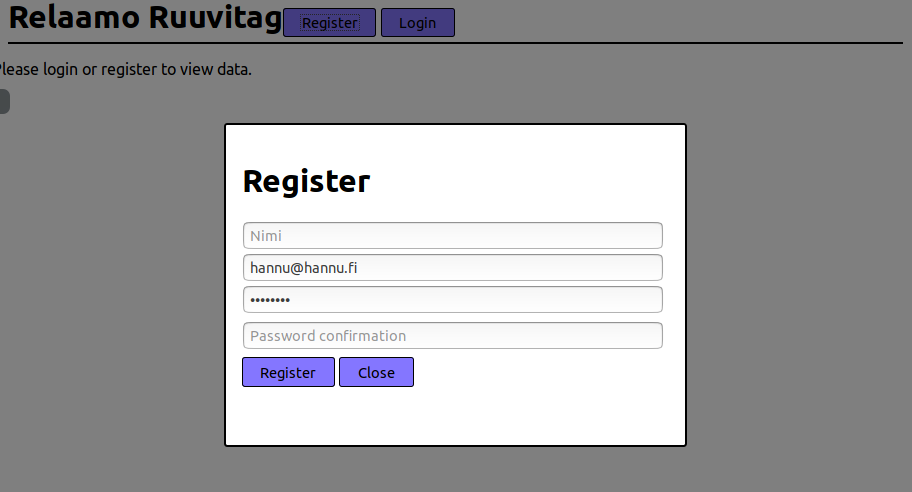 Relaamo Ruuvitag Register Login
Please login or register to view data.
Register
Nimi
hannu@hannu.fi
••••••••
Password confirmation
Register Close